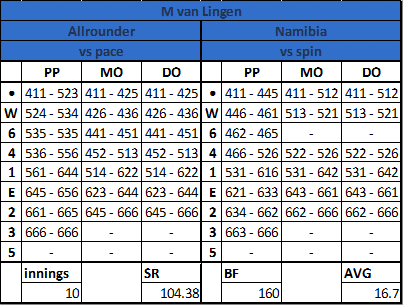 M van Lingen
Allrounder Namibia
vs pace vs spin
PP MO DO PP MO DO
• 411 - 523 411 - 425 411 - 425 • 411 - 445 411 - 512 411 - 512
W 524 - 534 426 - 436 426 - 436 W 446 - 461 513 - 521 513 - 521
6 535 - 535 441 - 451 441 - 451 6 462 - 465 - -
4 536 - 556 452 - 513 452 - 513 4 466 - 526 522 - 526 522 - 526
1 561 - 644 514 - 622 514 - 622 1 531 - 616 531 - 642 531 - 642
E 645 - 656 623 - 644 623 - 644 E 621 - 633 643 - 661 643 - 661
2 661 - 665 645 - 666 645 - 666 2 634 - 662 662 - 666 662 - 666
3 666 - 666 - - 3 663 - 666 - -
5 - - - 5 - - -
innings SR BF AVG
10 104.38 160 16.7